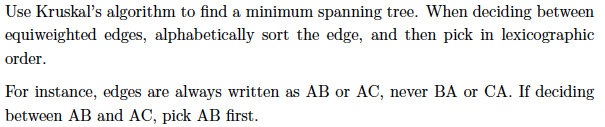 Use Kruskal’s algorithm to find a minimum spanning tree. When deciding between
equiweighted edges, alphabetically sort the edge, and then pick in lexicographic
order.
For instance, edges are always written as AB or AC, never BA or CA. If deciding
between AB and AC, pick AB first.